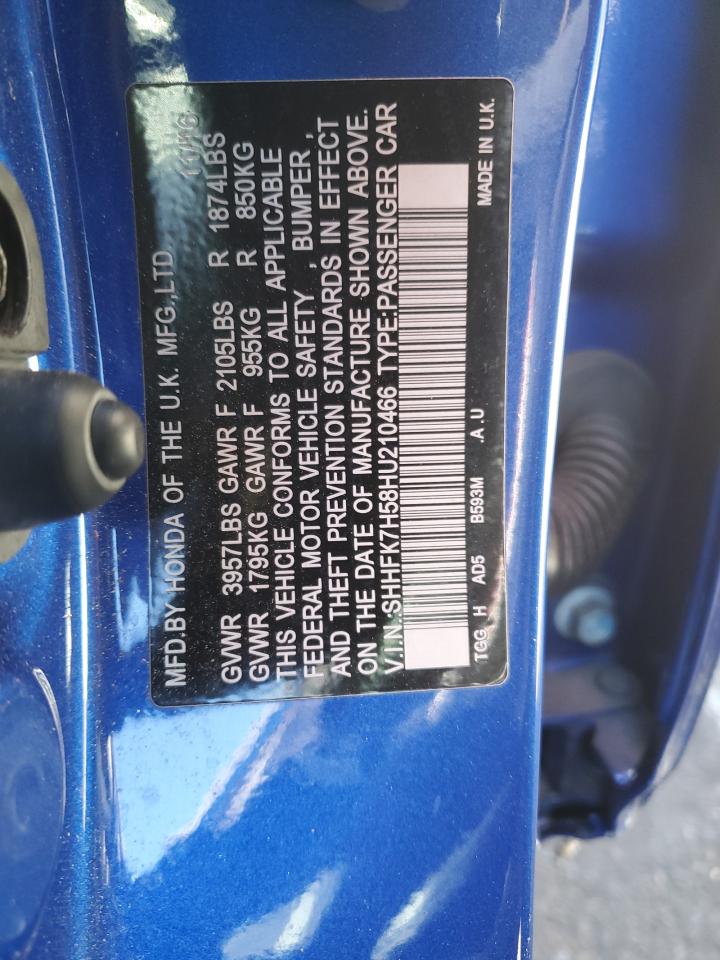 MFD.BY HONDA OF THE U.K. MFG.,LTD. 11/16
GVWR 3957LBS GAWR F 2105LBS R 1874LBS
GVWR 1795KG GAWR F 955KG R 850KG
THIS VEHICLE CONFORMS TO ALL APPLICABLE
FEDERAL MOTOR VEHICLE SAFETY , BUMPER ,
AND THEFT PREVENTION STANDARDS IN EFFECT
ON THE DATE OF MANUFACTURE SHOWN ABOVE.
V.I.N.:SHHFK7H58HU210466 TYPE:PASSENGER CAR
TGG H AD5 B593M .A.U MADE IN U.K.